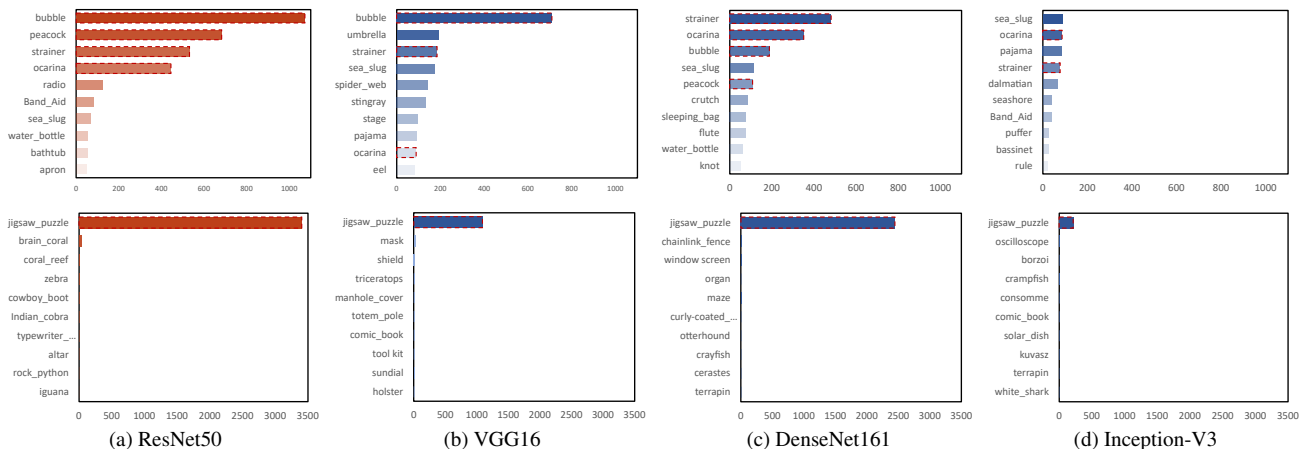 bubble
peacock
strainer
ocarina
radio
Band_Aid
sea_slug
water_bottle
bathtub
apron
0 200 400 600 800 1000
bubble
umbrella
strainer
sea_slug
spider_web
stingray
stage
pajama
ocarina
eel
0 200 400 600 800 1000
strainer
ocarina
bubble
sea_slug
peacock
crutch
sleeping_bag
flute
water_bottle
knot
0 200 400 600 800 1000
sea_slug
ocarina
pajama
strainer
dalmatian
seashore
Band_Aid
puffer
bassinet
rule
0 200 400 600 800 1000
jigsaw_puzzle
brain_coral
coral_reef
zebra
cowboy_boot
Indian_cobra
typewriter_...
altar
rock_python
iguana
0 500 1000 1500 2000 2500 3000 3500
jigsaw_puzzle
mask
shield
triceratops
manhole_cover
totem_pole
comic_book
tool kit
sundial
holster
0 500 1000 1500 2000 2500 3000 3500
jigsaw_puzzle
chainlink_fence
window screen
organ
maze
curly-coated_...
otterhound
crayfish
cerastes
terrapin
0 500 1000 1500 2000 2500 3000 3500
jigsaw_puzzle
oscilloscope
borzoi
crampfish
consomme
comic_book
solar_dish
kuvasz
terrapin
white_shark
0 500 1000 1500 2000 2500 3000 3500
(a) ResNet50
(b) VGG16
(c) DenseNet161
(d) Inception-V3